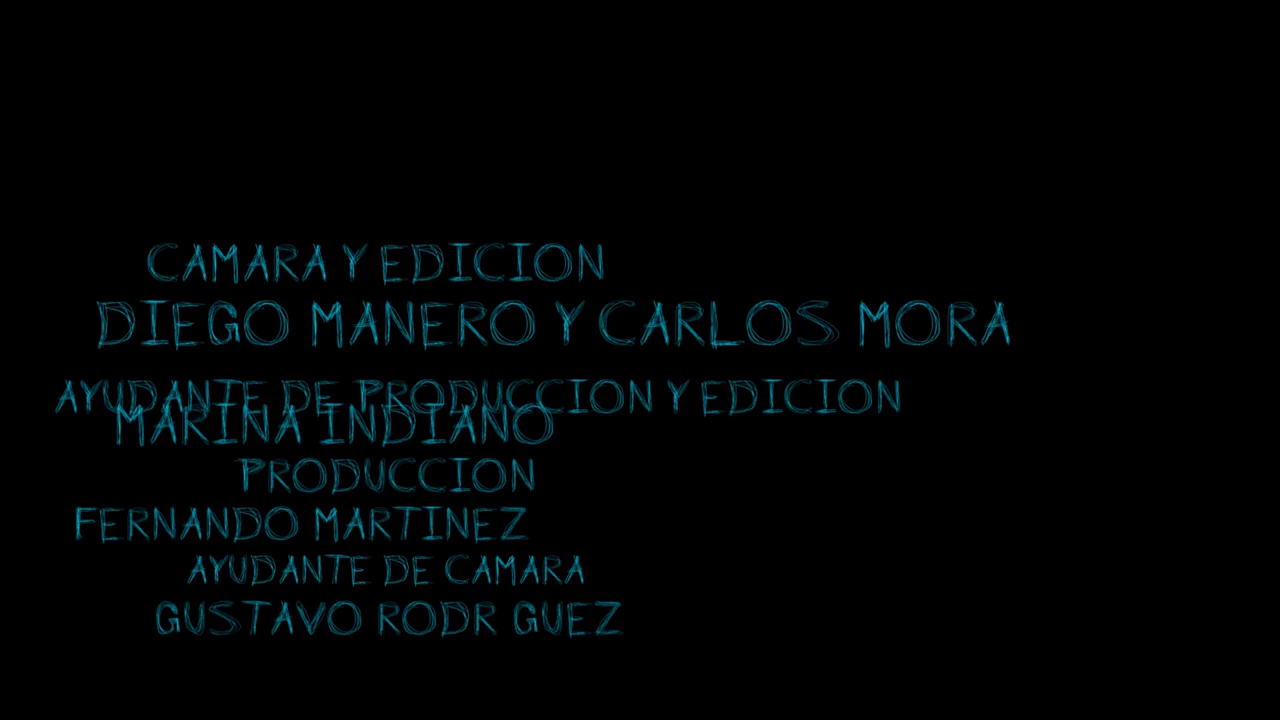 CAMARA Y EDICION
DIEGO MANERO Y CARLOS MORA
AYUDANTE DE PRODUCCION Y EDICION
MARINA INDIANO
PRODUCCION
FERNANDO MARTINEZ
AYUDANTE DE CAMARA
GUSTAVO RODR GUEZ